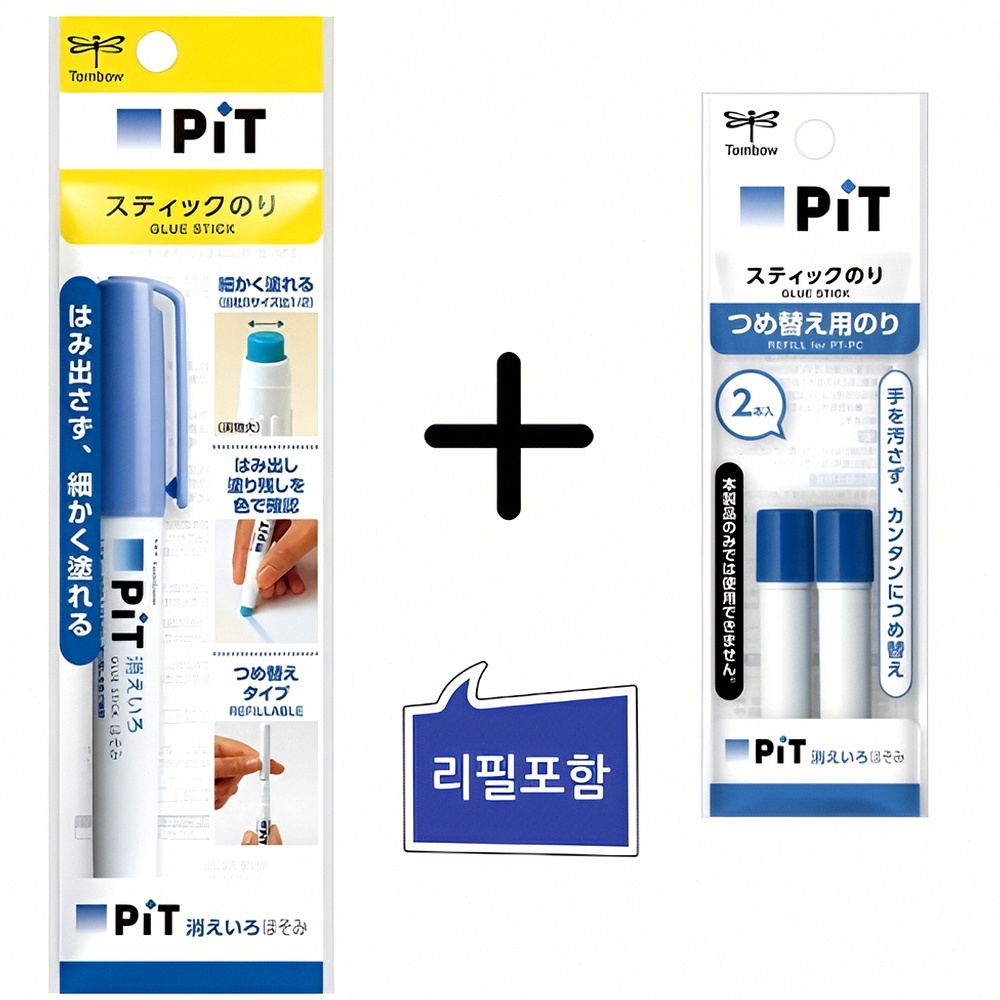 Tombow
PiT
スティックのり
GLUE STICK
はみ出さず、細かく塗れる
細かく塗れる
はみ出し
塗り残しを
色で確認
つめ替え
タイプ
REFILLABLE
PiT
消えいろ
GLUE STICK ほそみ
PiT 消えいろ ほそみ
リ필포함
Tombow
PiT
スティックのり
GLUE STICK
つめ替え用のり
REFILL for PT-PC
2本入
手を汚さず、カンタンにつめ替え
本製品のみでは使用できません。
PiT 消えいろ ほそみ